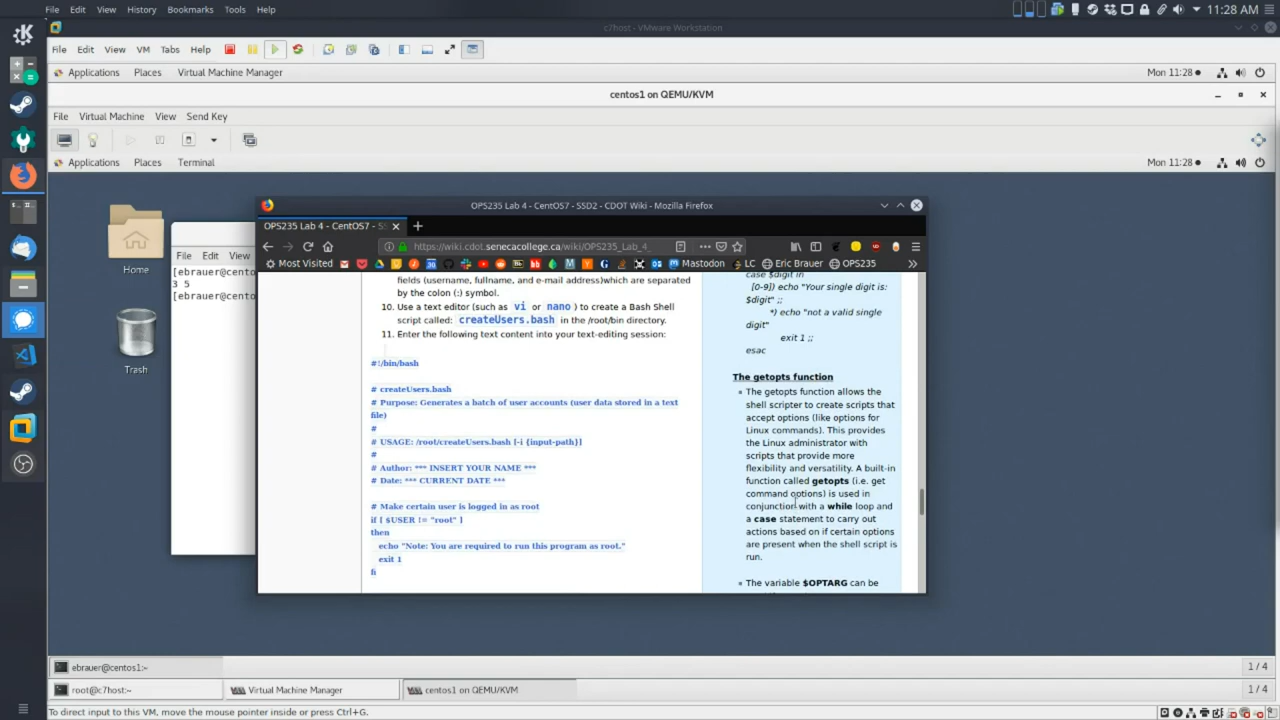 File Edit View History Bookmarks Tools Help
11:28 AM
c7host - VMware Workstation
File Edit View VM Tabs Help
Applications Places Virtual Machine Manager
Mon 11:28
centos1 on QEMU/KVM
File Virtual Machine View Send Key
Applications Places Terminal
Mon 11:28
Home
Trash
File Edit View
[ebrauer@cento
3 5
[ebrauer@cento
OPS235 Lab 4 - CentOS7 - SSD2 - CDOT Wiki - Mozilla Firefox
OPS235 Lab 4 - CentOS7 - SS
https://wiki.cdot.senecacollege.ca/wiki/OPS235_Lab_4_
Most Visited
Mastodon
LC
Eric Brauer
OPS235
fields (username, fullname, and e-mail address)which are separated
by the colon (:) symbol.
10. Use a text editor (such as vi or nano ) to create a Bash Shell
script called: createUsers.bash in the /root/bin directory.
11. Enter the following text content into your text-editing session:
#!/bin/bash
# createUsers.bash
# Purpose: Generates a batch of user accounts (user data stored in a text
file)
#
# USAGE: /root/createUsers.bash [-i {input-path}]
#
# Author: *** INSERT YOUR NAME ***
# Date: *** CURRENT DATE ***
# Make certain user is logged in as root
if [ $USER != "root" ]
then
echo "Note: You are required to run this program as root."
exit 1
fi
case $digit in
[0-9]) echo "Your single digit is:
$digit" ;;
*) echo "not a valid single
digit"
exit 1 ;;
esac
The getopts function
The getopts function allows the
shell scripter to create scripts that
accept options (like options for
Linux commands). This provides
the Linux administrator with
scripts that provide more
flexibility and versatility. A built-in
function called getopts (i.e. get
command options) is used in
conjunction with a while loop and
a case statement to carry out
actions based on if certain options
are present when the shell script is
run.
The variable $OPTARG can be
ebrauer@centos1:~
1 / 4
root@c7host:~
Virtual Machine Manager
centos1 on QEMU/KVM
1 / 4
To direct input to this VM, move the mouse pointer inside or press Ctrl+G.